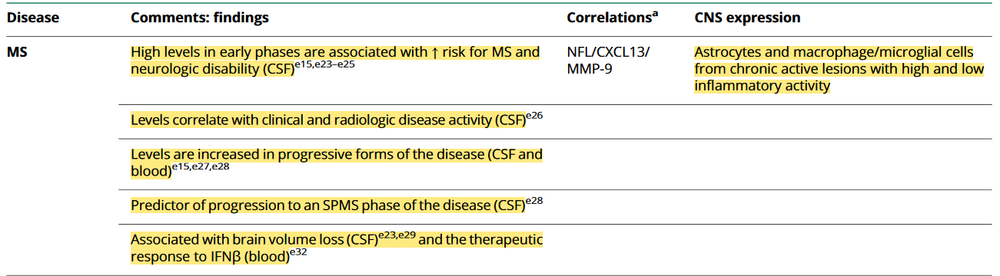 Disease Comments: findings Correlationsᵃ CNS expression
MS High levels in early phases are associated with ↑ risk for MS and NFL/CXCL13/ Astrocytes and macrophage/microglial cells
neurologic disability (CSF)e15,e23–e25 MMP-9 from chronic active lesions with high and low
inflammatory activity
Levels correlate with clinical and radiologic disease activity (CSF)e26
Levels are increased in progressive forms of the disease (CSF and
blood)e15,e27,e28
Predictor of progression to an SPMS phase of the disease (CSF)e28
Associated with brain volume loss (CSF)e23,e29 and the therapeutic
response to IFNβ (blood)e32